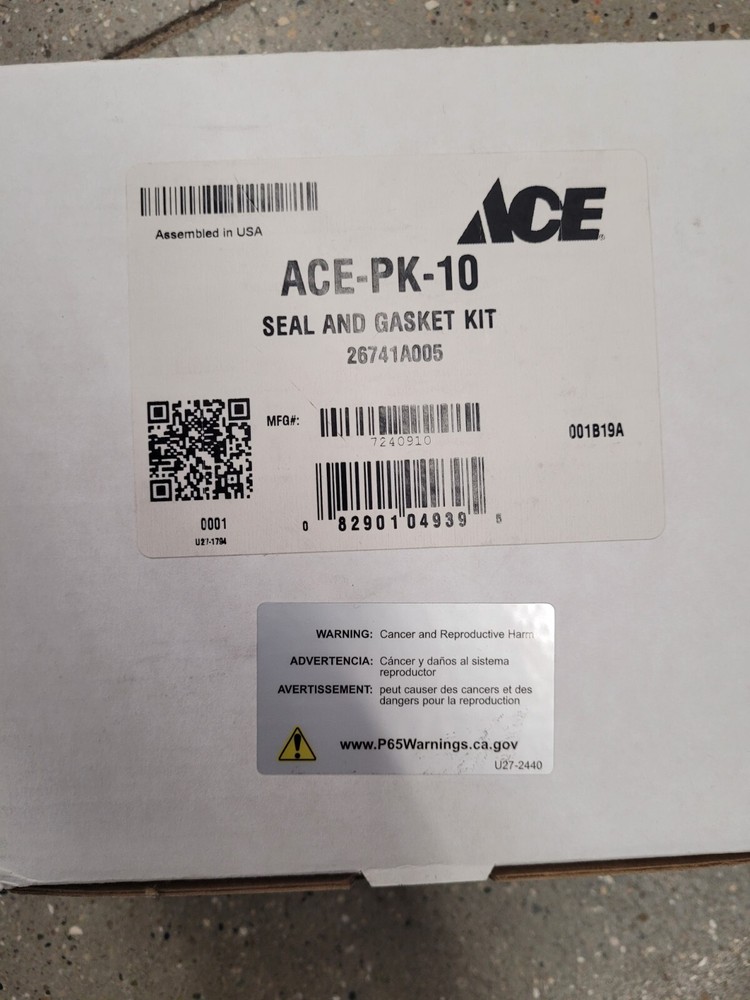 Assembled in USA
ACE
ACE-PK-10
SEAL AND GASKET KIT
26741A005
MFG#:
7240910
001B19A
0001
U27-1794
0 82901 04939 5
WARNING: Cancer and Reproductive Harm
ADVERTENCIA: Cáncer y daños al sistema
reproductor
AVERTISSEMENT: peut causer des cancers et des
dangers pour la reproduction
www.P65Warnings.ca.gov
U27-2440